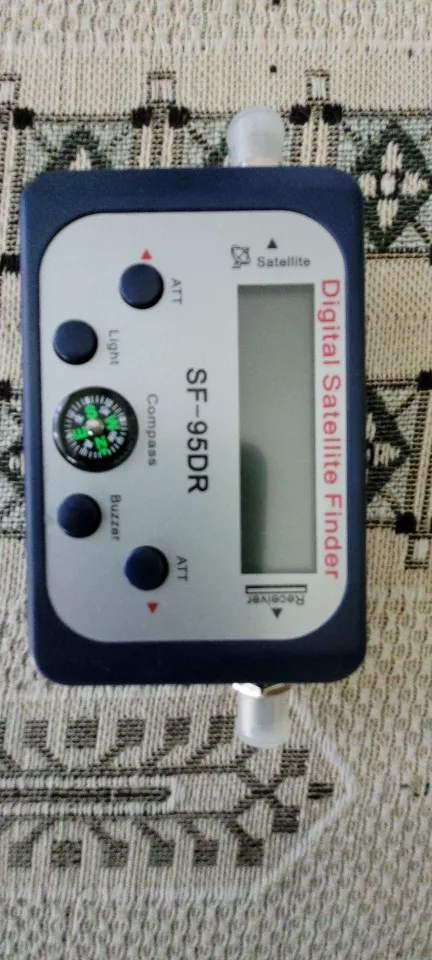 Digital Satellite Finder
Satellite
Receiver
SF-95DR
ATT
Light
Compass
Buzzer
ATT